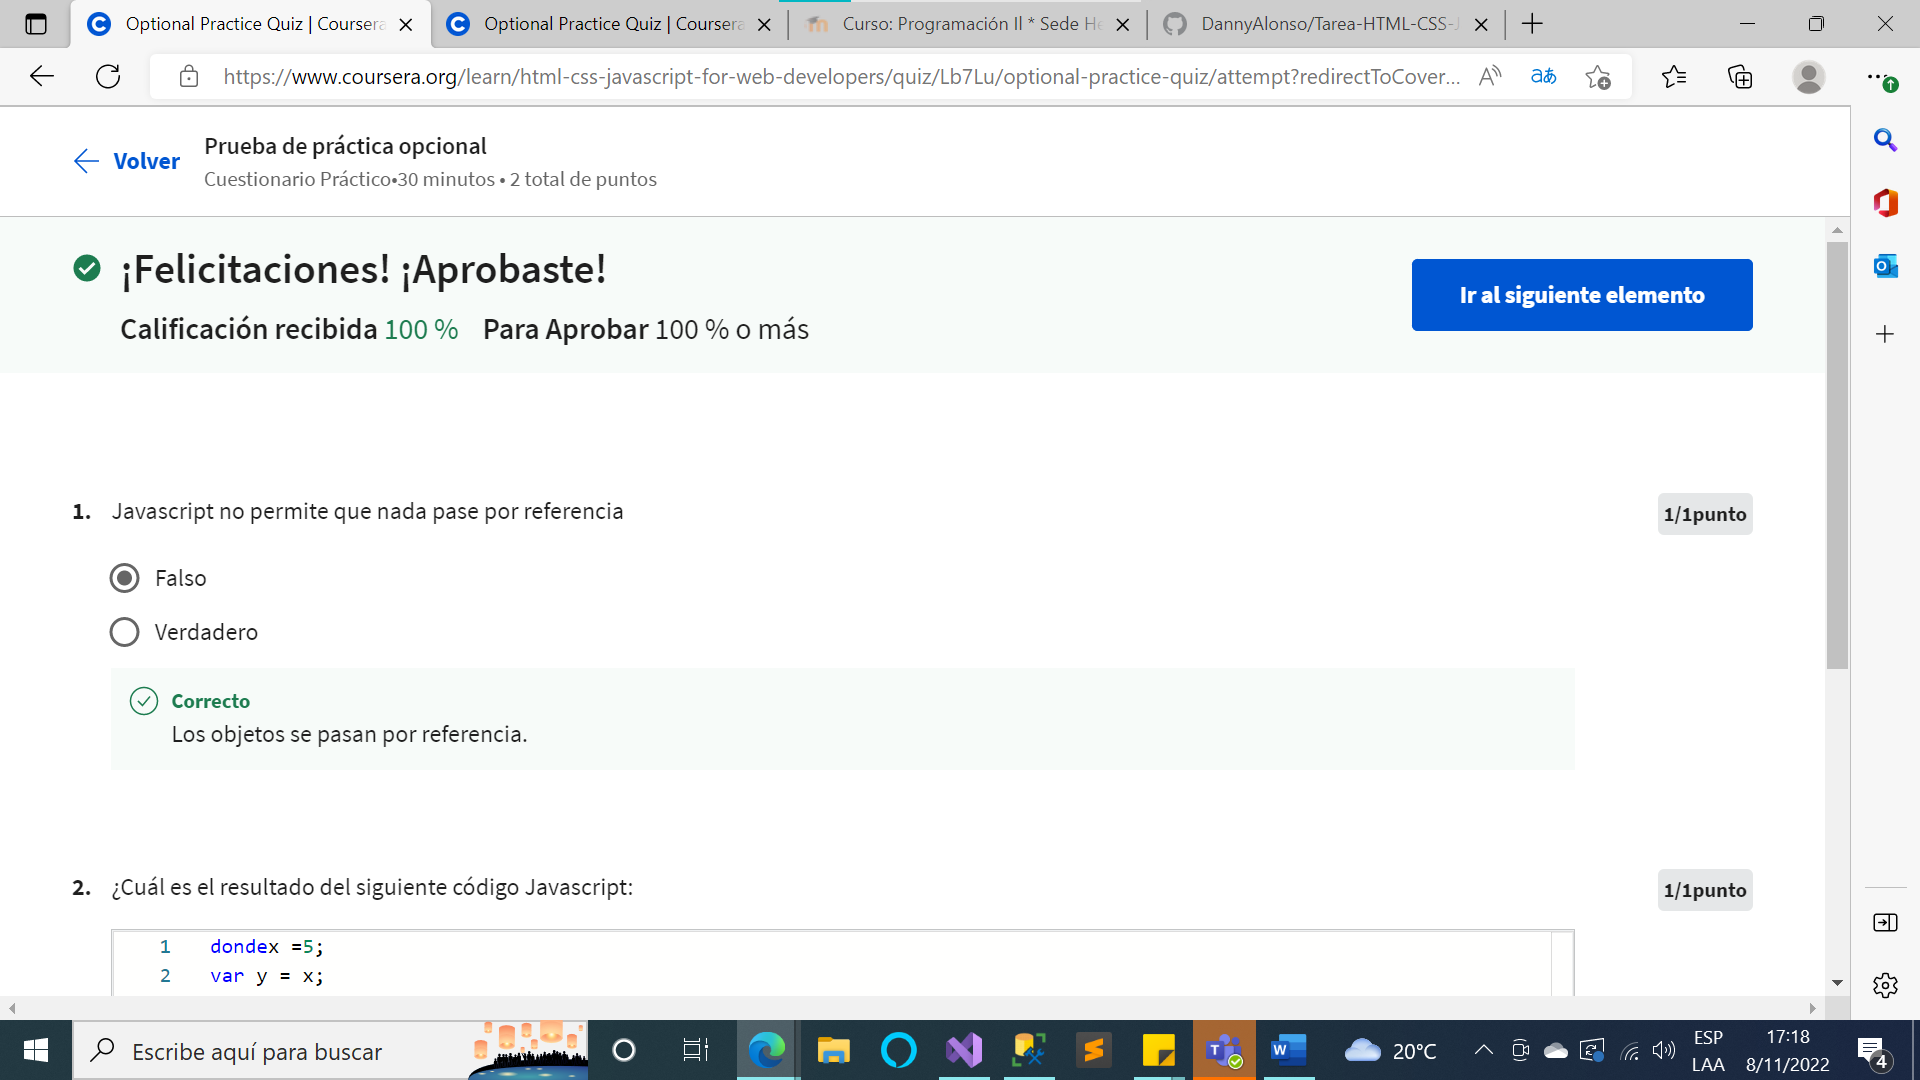 Optional Practice Quiz | Coursera
Optional Practice Quiz | Coursera
Curso: Programación II * Sede He
DannyAlonso/Tarea-HTML-CSS-J
https://www.coursera.org/learn/html-css-javascript-for-web-developers/quiz/Lb7Lu/optional-practice-quiz/attempt?redirectToCover...
Volver
Prueba de práctica opcional
Cuestionario Práctico•30 minutos • 2 total de puntos
¡Felicitaciones! ¡Aprobaste!
Calificación recibida 100 % Para Aprobar 100 % o más
Ir al siguiente elemento
1. Javascript no permite que nada pase por referencia
1/1punto
Falso
Verdadero
Correcto
Los objetos se pasan por referencia.
2. ¿Cuál es el resultado del siguiente código Javascript:
1/1punto
1 dondex =5;
2 var y = x;
Escribe aquí para buscar
20°C
ESP
LAA
17:18
8/11/2022
4